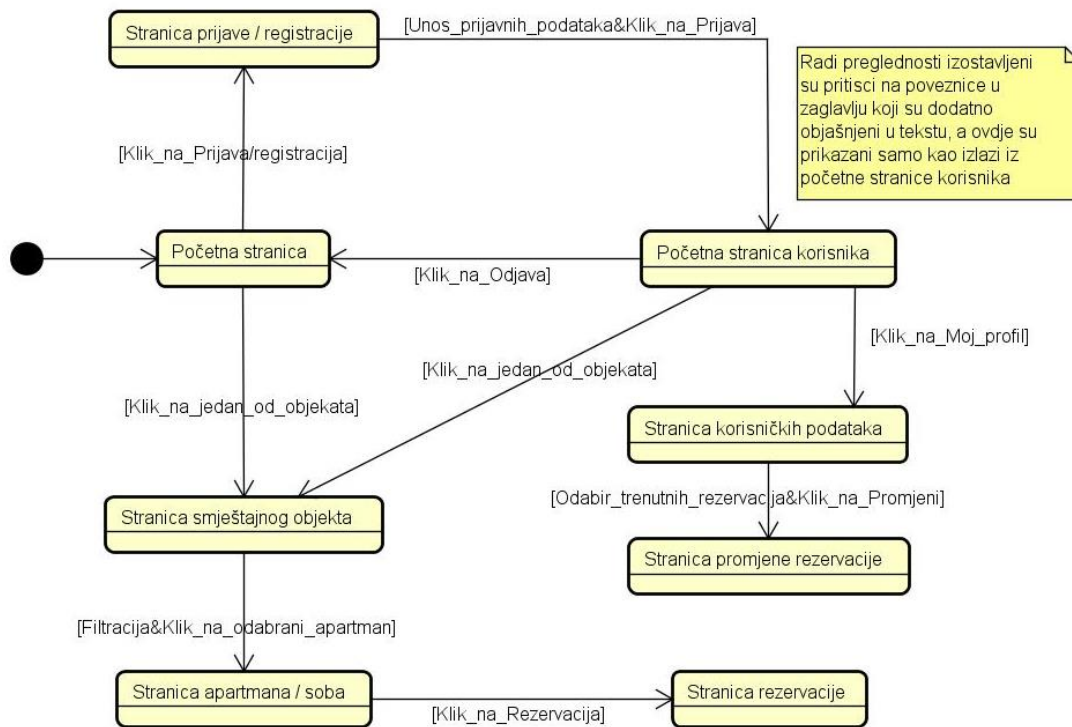 Stranica prijave / registracije
[Unos_prijavnih_podataka&Klik_na_Prijava]
Radi preglednosti izostavljeni
su pritisci na poveznice u
zaglavlju koji su dodatno
objašnjeni u tekstu, a ovdje su
prikazani samo kao izlazi iz
početne stranice korisnika
[Klik_na_Prijava/registracija]
Početna stranica
Početna stranica korisnika
[Klik_na_Odjava]
[Klik_na_Moj_profil]
[Klik_na_jedan_od_objekata]
[Klik_na_jedan_od_objekata]
Stranica korisničkih podataka
[Odabir_trenutnih_rezervacija&Klik_na_Promjeni]
Stranica smještajnog objekta
Stranica promjene rezervacije
[Filtracija&Klik_na_odabrani_apartman]
Stranica apartmana / soba
Stranica rezervacije
[Klik_na_Rezervacija]